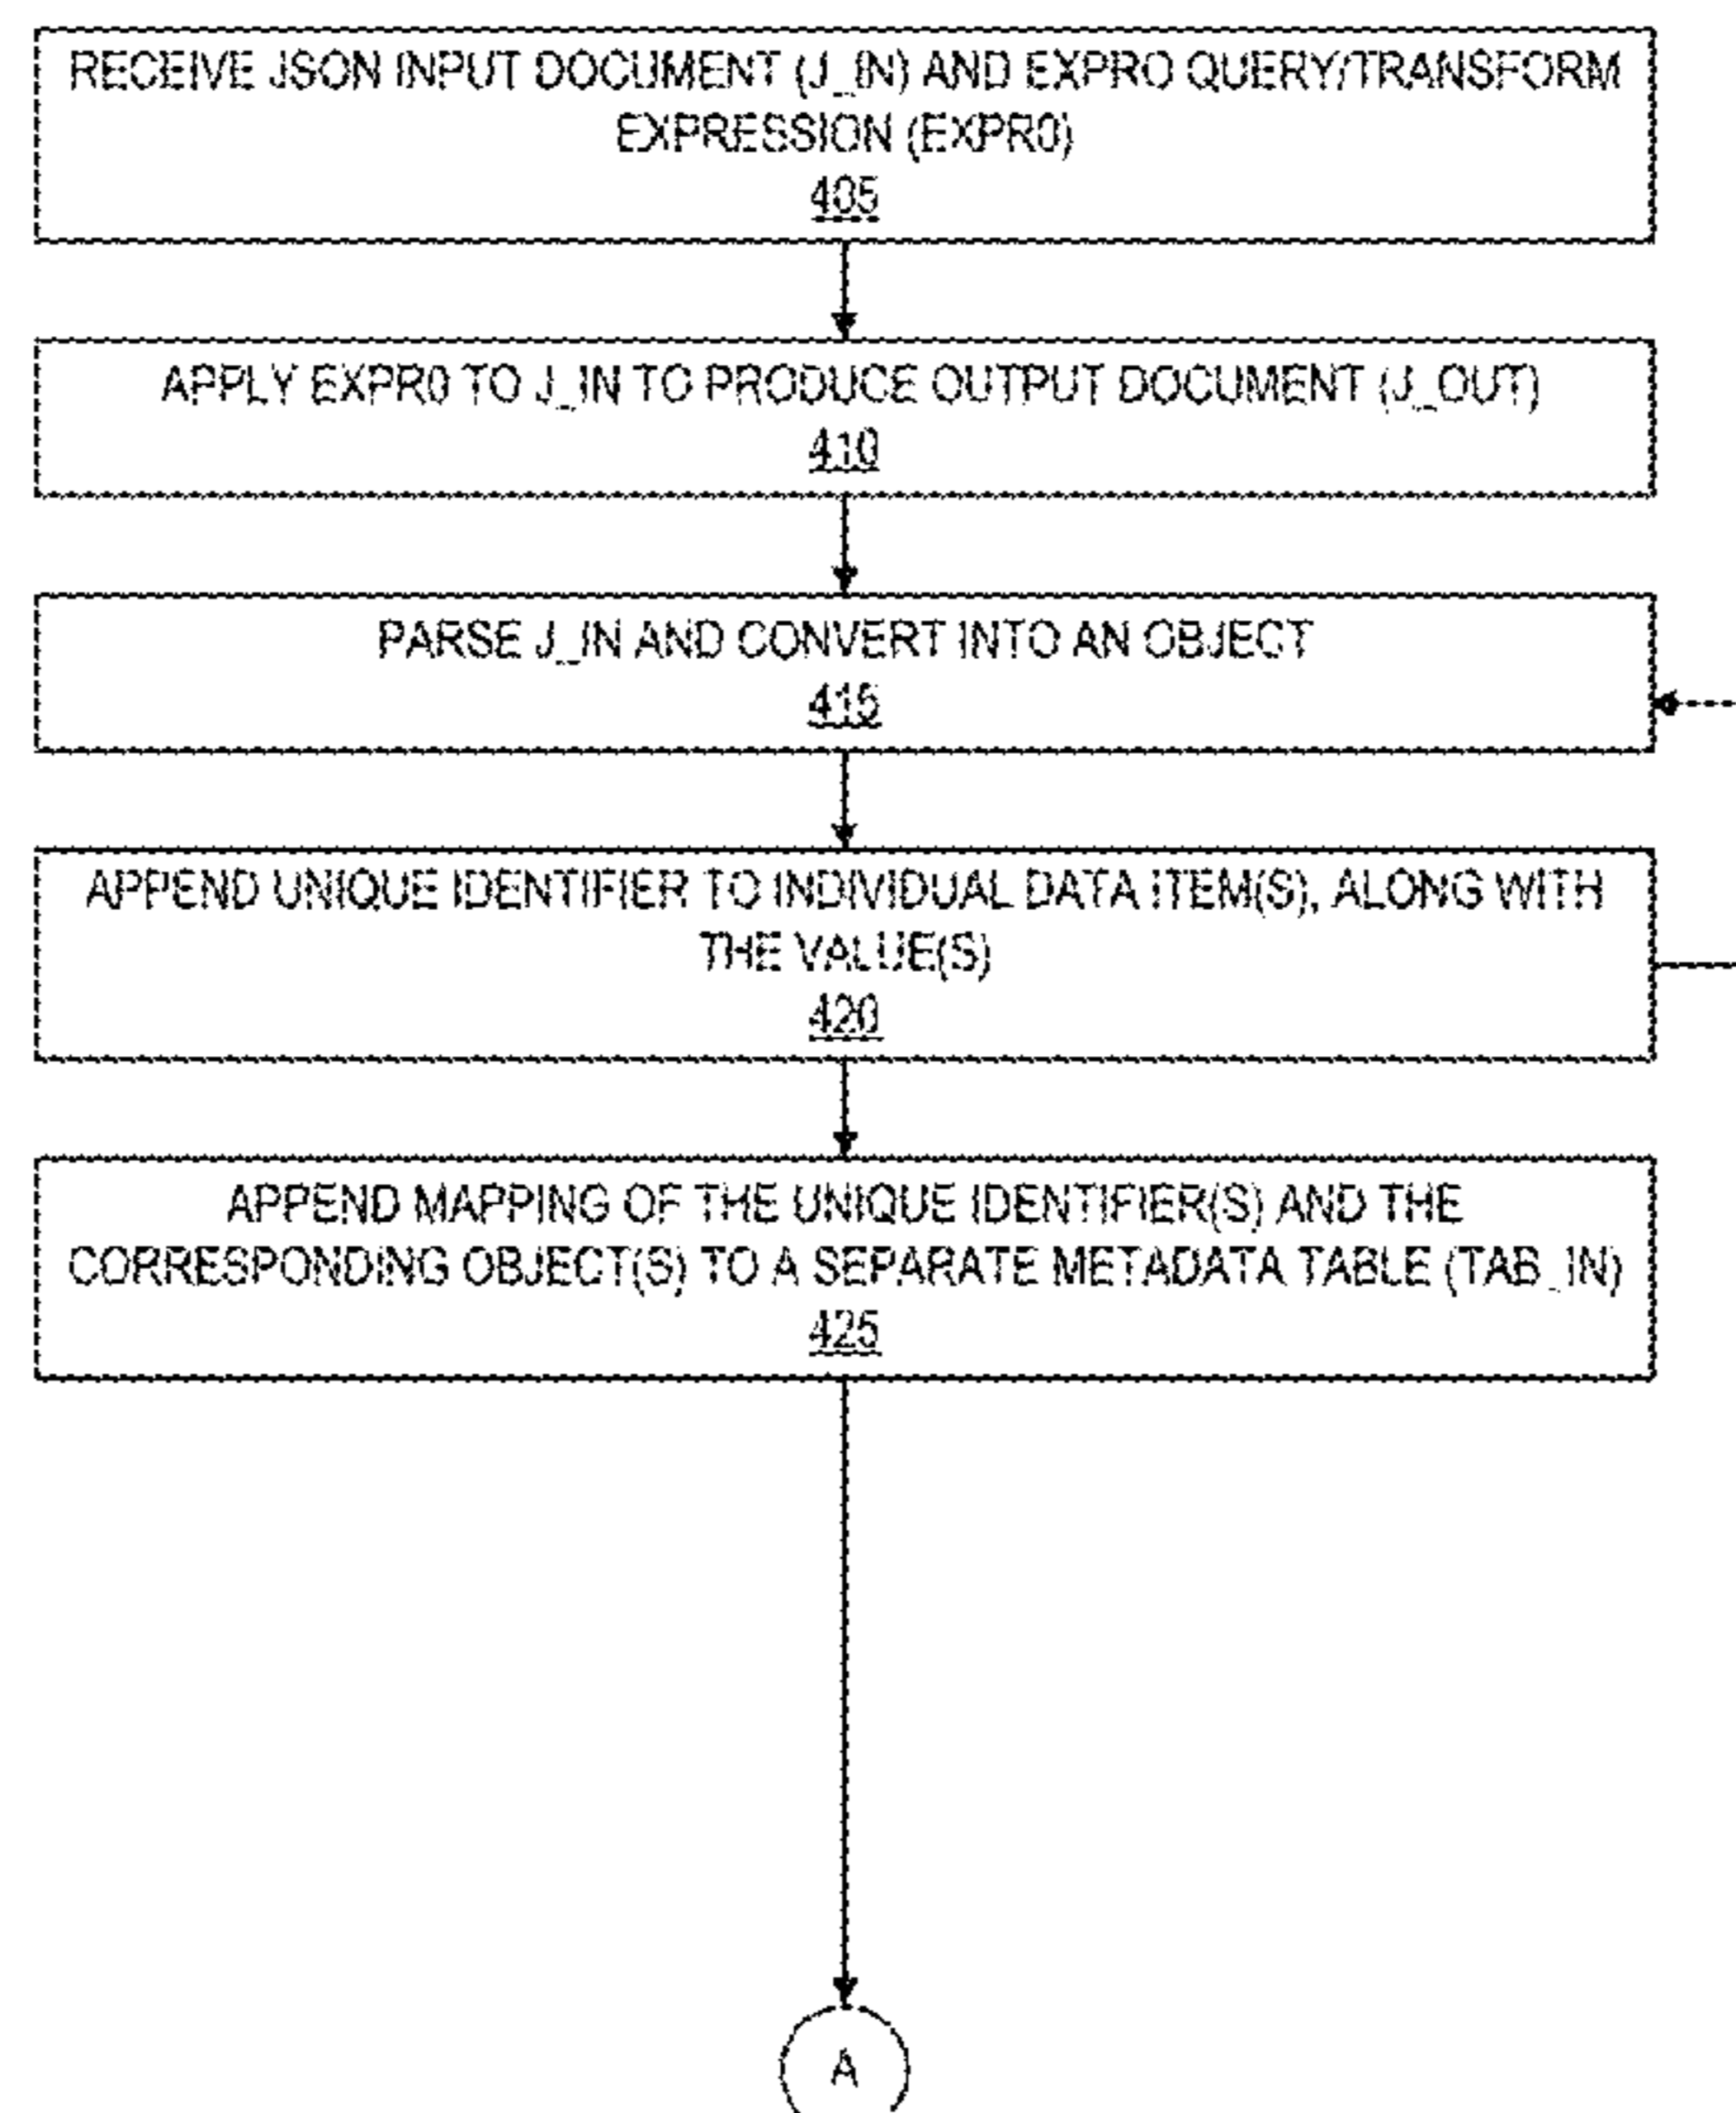 RECEIVE JSON INPUT DOCUMENT (J_IN) AND EXPRO QUERY/TRANSFORM
EXPRESSION (EXPR0)
405
APPLY EXPR0 TO J_IN TO PRODUCE OUTPUT DOCUMENT (J_OUT)
410
PARSE J_IN AND CONVERT INTO AN OBJECT
415
APPEND UNIQUE IDENTIFIER TO INDIVIDUAL DATA ITEM(S), ALONG WITH
THE VALUE(S)
420
APPEND MAPPING OF THE UNIQUE IDENTIFIER(S) AND THE
CORRESPONDING OBJECT(S) TO A SEPARATE METADATA TABLE (TAB_IN)
425
A